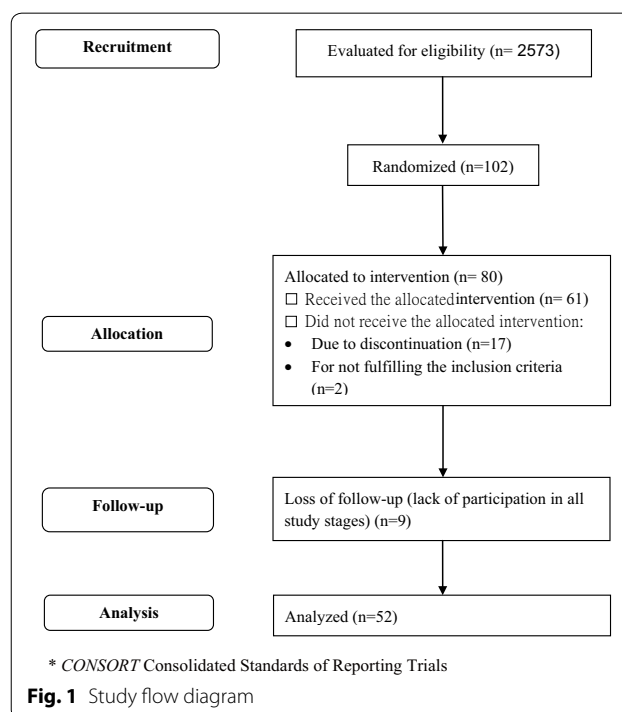 Recruitment
Evaluated for eligibility (n= 2573)
Randomized (n=102)
Allocation
Allocated to intervention (n= 80)
☐ Received the allocated intervention (n= 61)
☐ Did not receive the allocated intervention:
• Due to discontinuation (n=17)
• For not fulfilling the inclusion criteria
(n=2)
Follow-up
Loss of follow-up (lack of participation in all
study stages) (n=9)
Analysis
Analyzed (n=52)
* CONSORT Consolidated Standards of Reporting Trials
Fig. 1 Study flow diagram